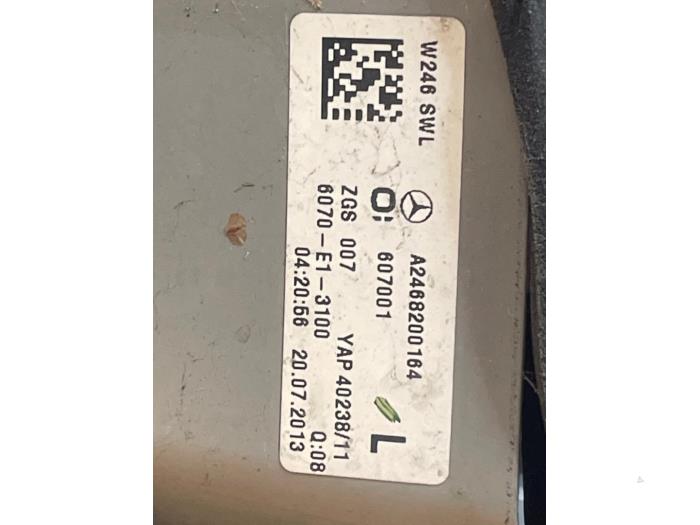 W246 SWL
A2468200164
607001 L
ZGS 007 YAP 40238/11
6070-E1-3100 Q:08
04:20:56 20.07.2013